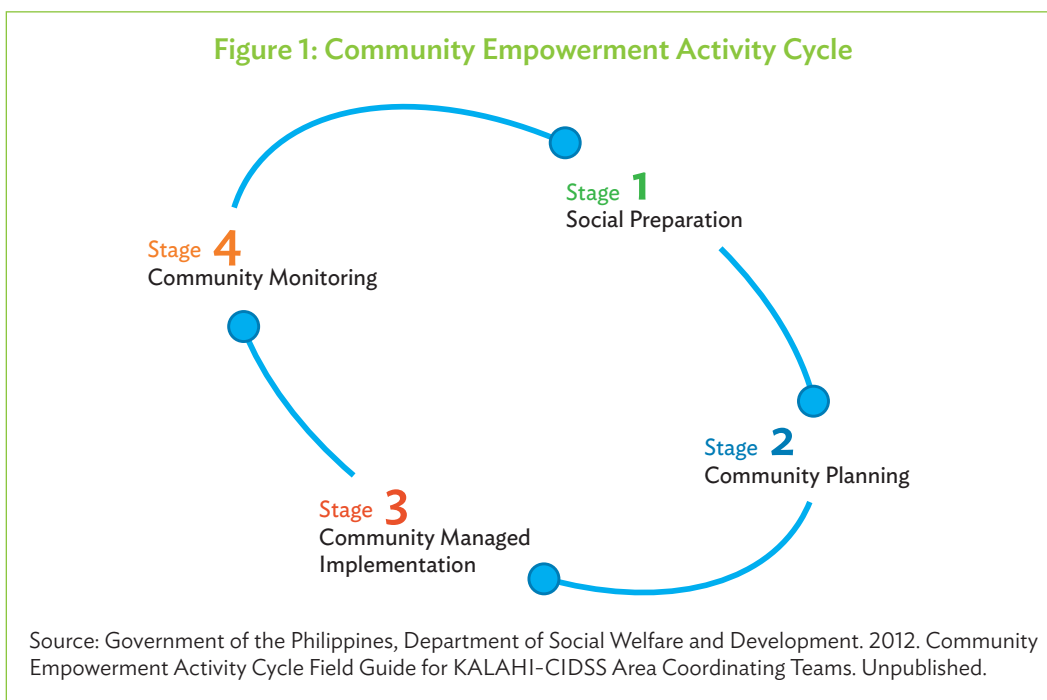 Figure 1: Community Empowerment Activity Cycle
Stage 1
Social Preparation
Stage 2
Community Planning
Stage 3
Community Managed
Implementation
Stage 4
Community Monitoring
Source: Government of the Philippines, Department of Social Welfare and Development. 2012. Community
Empowerment Activity Cycle Field Guide for KALAHI-CIDSS Area Coordinating Teams. Unpublished.